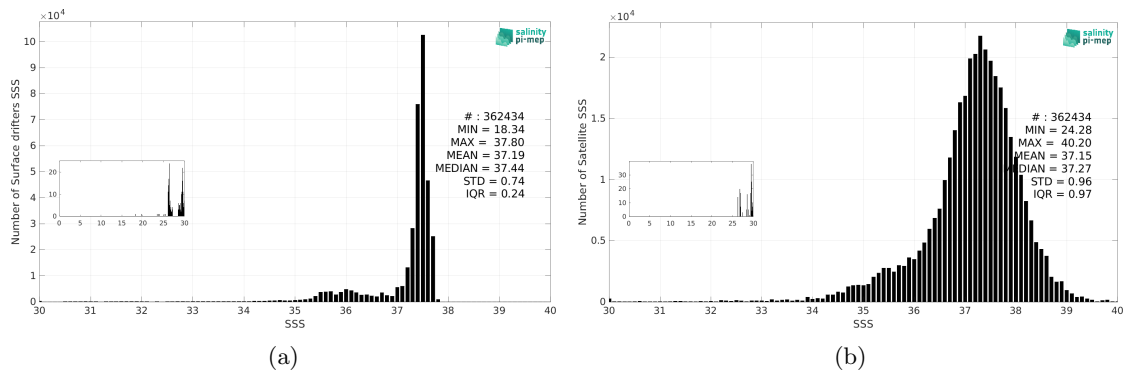 ×10⁴
salinity
pi-mep
Number of Surface drifters SSS
10
9
8
7
6
5
4
3
2
1
0
# : 362434
MIN = 18.34
MAX = 37.80
MEAN = 37.19
MEDIAN = 37.44
STD = 0.74
IQR = 0.24
20
10
0
0 5 10 15 20 25 30
30 31 32 33 34 35 36 37 38 39 40
SSS
(a)
×10⁴
salinity
pi-mep
Number of Satellite SSS
2
1.5
1
0.5
0
# : 362434
MIN = 24.28
MAX = 40.20
MEAN = 37.15
MEDIAN = 37.27
STD = 0.96
IQR = 0.97
30
20
10
0
0 5 10 15 20 25 30
30 31 32 33 34 35 36 37 38 39 40
SSS
(b)